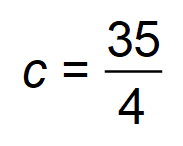 c = 35/4